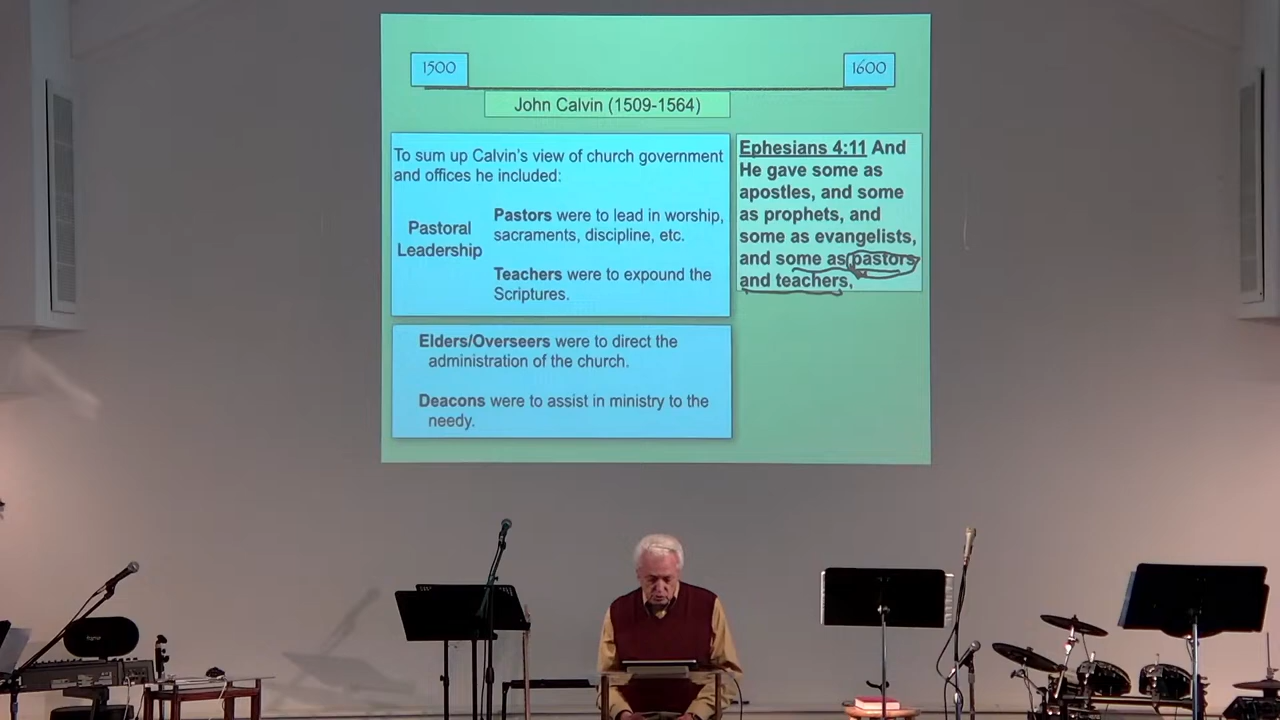 1500
1600
John Calvin (1509-1564)
To sum up Calvin's view of church government
and offices he included:
Pastoral
Leadership
Pastors were to lead in worship,
sacraments, discipline, etc.
Teachers were to expound the
Scriptures.
Elders/Overseers were to direct the
administration of the church.
Deacons were to assist in ministry to the
needy.
Ephesians 4:11 And
He gave some as
apostles, and some
as prophets, and
some as evangelists,
and some as pastors
and teachers,